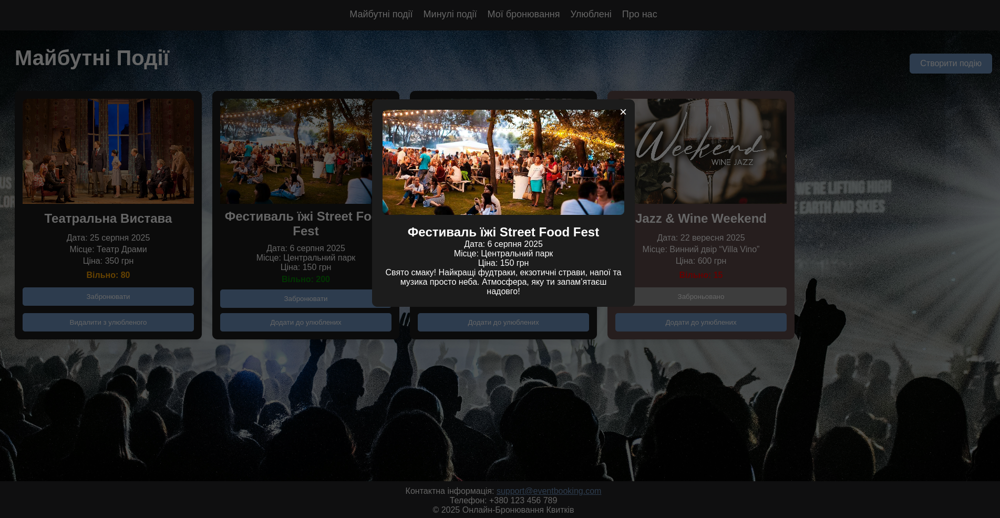 Майбутні події Минулі події Мої бронювання Улюблені Про нас
Майбутні Події
Створити подію
Театральна Вистава
Дата: 25 серпня 2025
Місце: Театр Драми
Ціна: 350 грн
Вільно: 80
Забронювати
Видалити з улюбленого
Фестиваль їжі Street Fo
Fest
Дата: 6 серпня 2025
Місце: Центральний парк
Ціна: 150 грн
Вільно: 200
Забронювати
Додати до улюблених
×
Фестиваль їжі Street Food Fest
Дата: 6 серпня 2025
Місце: Центральний парк
Ціна: 150 грн
Свято смаку! Найкращі фудтраки, екзотичні страви, напої та
музика просто неба. Атмосфера, яку ти запам’ятаєш
надовго!
Додати до улюблених
Weekend
WINE JAZZ
Jazz & Wine Weekend
Дата: 22 вересня 2025
Місце: Винний двір “Villa Vino”
Ціна: 600 грн
Заброньовано
Додати до улюблених
WE'RE LIFTING HIGH
EARTH AND SKIES
Контактна інформація: support@eventbooking.com
Телефон: +380 123 456 789
© 2025 Онлайн-Бронювання Квитків